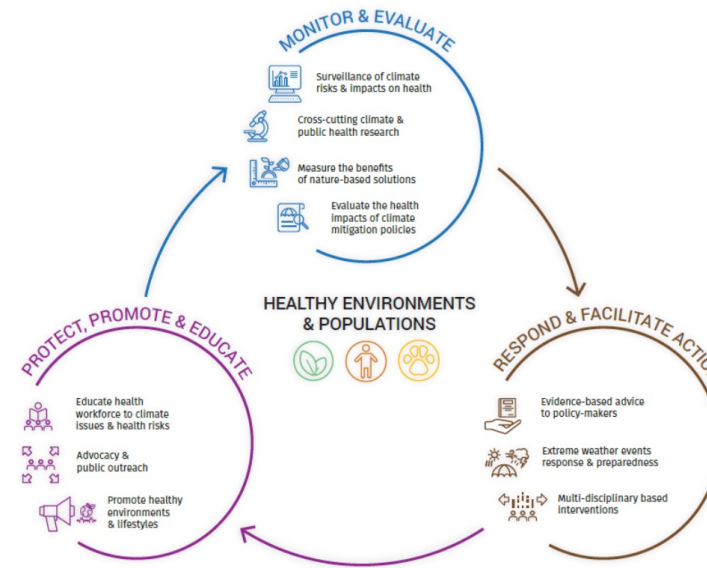 MONITOR & EVALUATE
Surveillance of climate
risks & impacts on health
Cross-cutting climate &
public health research
Measure the benefits
of nature-based solutions
Evaluate the health
impacts of climate
mitigation policies
HEALTHY ENVIRONMENTS
& POPULATIONS
PROTECT, PROMOTE & EDUCATE
Educate health
workforce to climate
issues & health risks
Advocacy &
public outreach
Promote healthy
environments
& lifestyles
RESPOND & FACILITATE ACTION
Evidence-based advice
to policy-makers
Extreme weather events
response & preparedness
Multi-disciplinary based
interventions